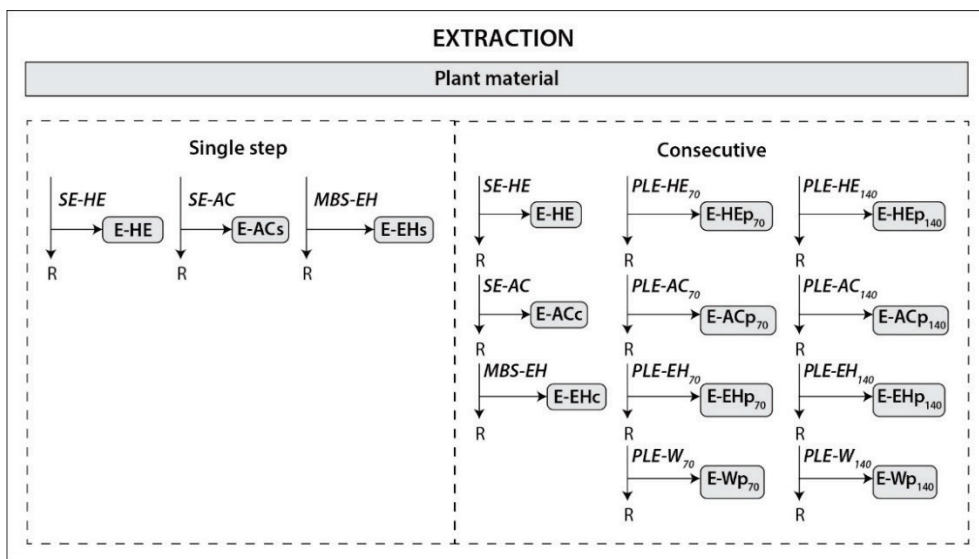 EXTRACTION
Plant material
Single step
SE-HE SE-AC MBS-EH
E-HE E-ACs E-EHs
R R R
Consecutive
SE-HE PLE-HE₇₀ PLE-HE₁₄₀
E-HE E-HEp₇₀ E-HEp₁₄₀
R R R
SE-AC PLE-AC₇₀ PLE-AC₁₄₀
E-ACc E-ACp₇₀ E-ACp₁₄₀
R R R
MBS-EH PLE-EH₇₀ PLE-EH₁₄₀
E-EHc E-EHp₇₀ E-EHp₁₄₀
R R R
PLE-W₇₀ PLE-W₁₄₀
E-Wp₇₀ E-Wp₁₄₀
R R